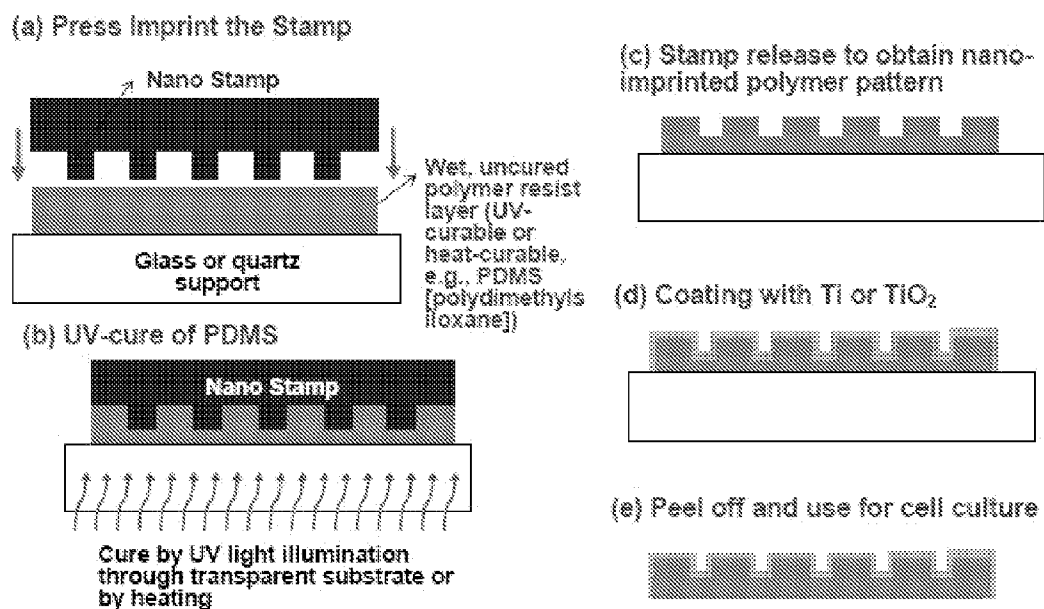 (a) Press Imprint the Stamp
Nano Stamp
Wet, uncured
polymer resist
layer (UV-
curable or
heat-curable,
e.g., PDMS
[polydimethyls
iloxane])
Glass or quartz
support
(b) UV-cure of PDMS
Nano Stamp
Cure by UV light illumination
through transparent substrate or
by heating
(c) Stamp release to obtain nano-
imprinted polymer pattern
(d) Coating with Ti or TiO₂
(e) Peel off and use for cell culture